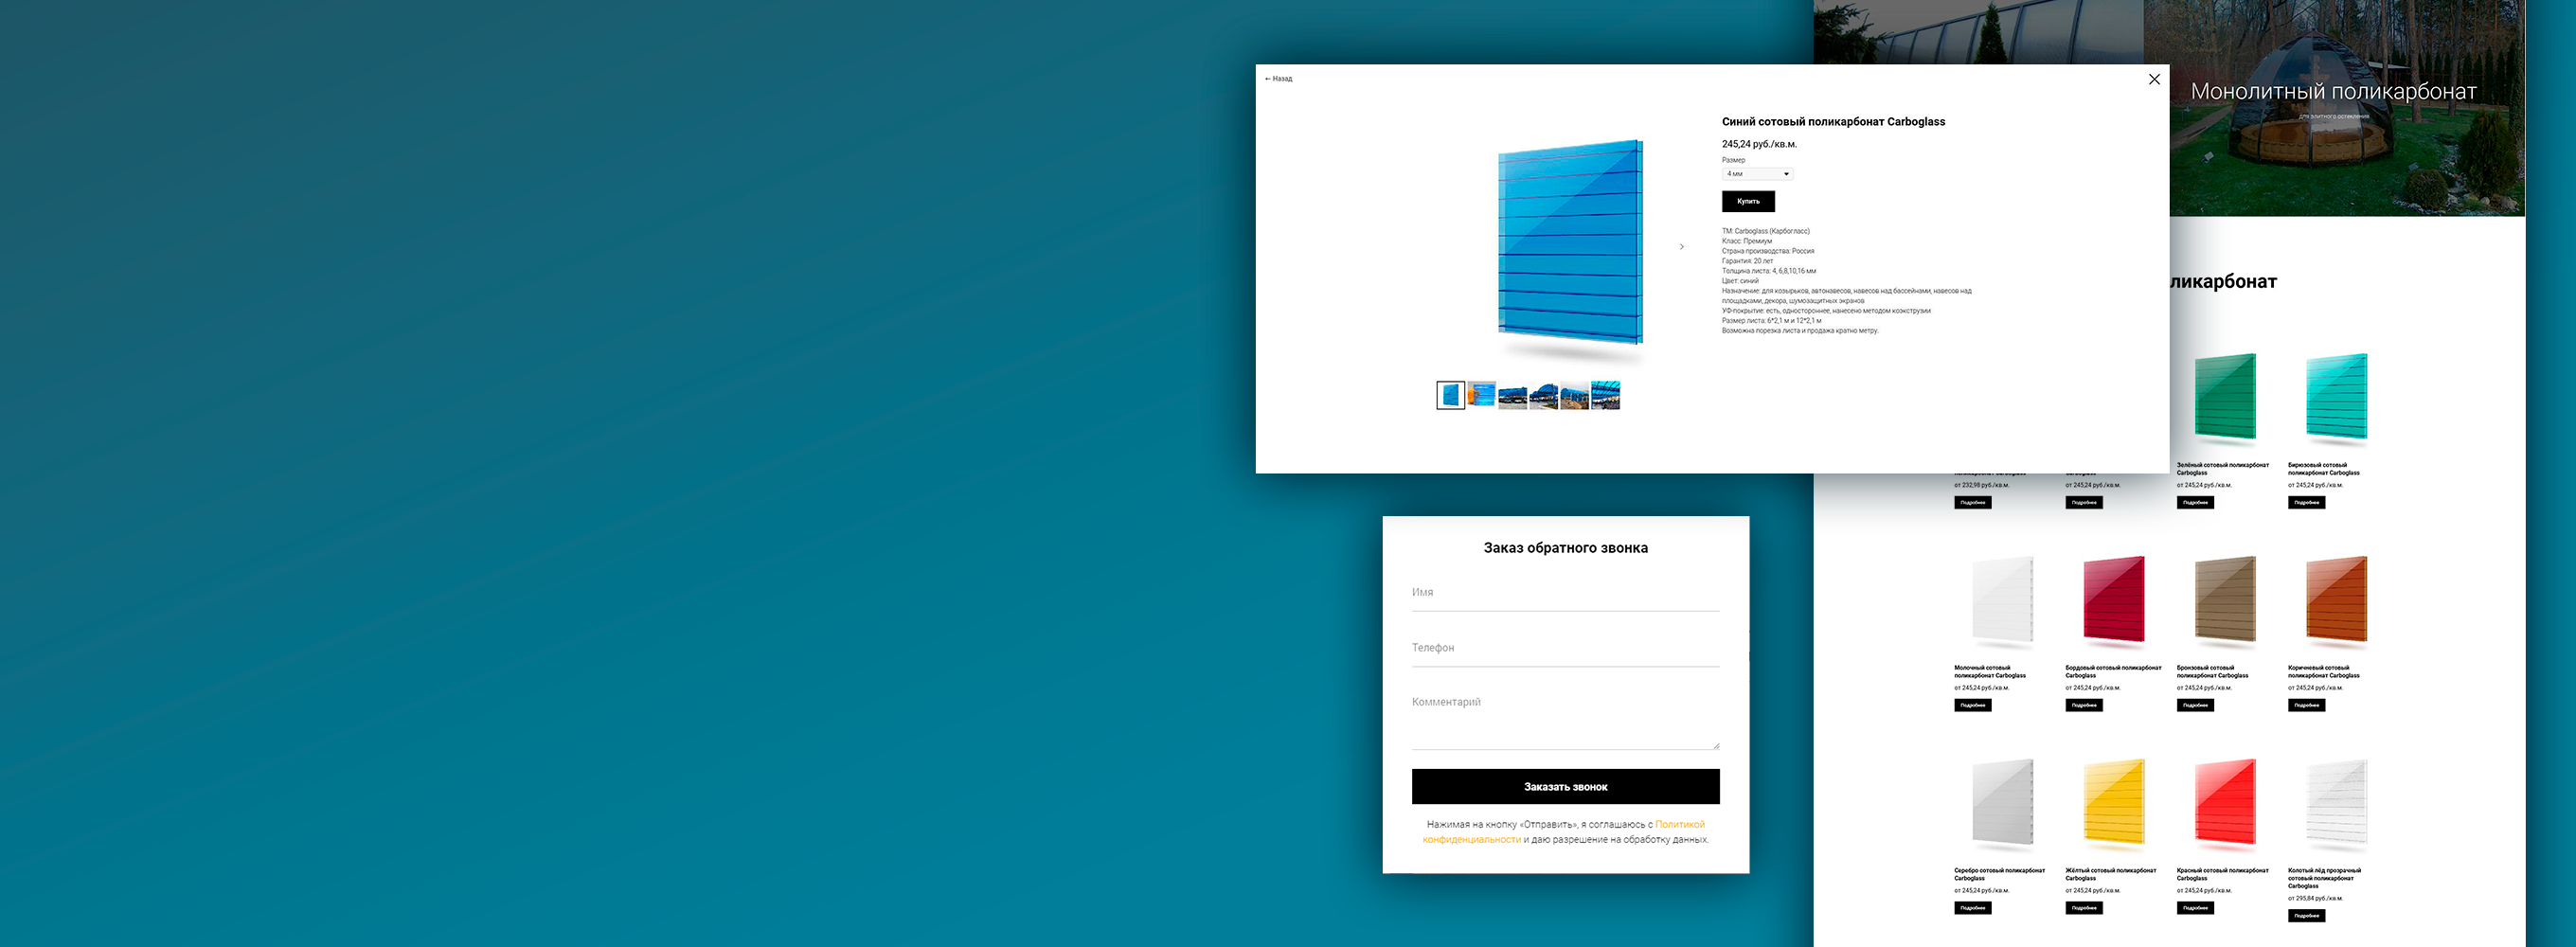 ← Назад
Синий сотовый поликарбонат Carboglass
245,24 руб./кв.м.
Размер
4 мм
Купить
ТМ: Carboglass (Карбогласс)
Класс: Премиум
Страна производства: Россия
Гарантия: 20 лет
Толщина листа: 4, 6,8,10,16 мм
Цвет: синий
Назначение: для козырьков, автонавесов, навесов над бассейнами, навесов над
площадками, декора, шумозащитных экранов
УФ-покрытие: есть, одностороннее, нанесено методом коэкструзии
Размер листа: 6*2,1 м и 12*2,1 м
Возможна порезка листа и продажа кратно метру.
Монолитный поликарбонат
для элитного остекления
ликарбонат
поликарбонат Carboglass
от 232,98 руб./кв.м.
Подробнее
Carboglass
от 245,24 руб./кв.м.
Подробнее
Зелёный сотовый поликарбонат
Carboglass
от 245,24 руб./кв.м.
Подробнее
Бирюзовый сотовый
поликарбонат Carboglass
от 245,24 руб./кв.м.
Подробнее
Молочный сотовый
поликарбонат Carboglass
от 245,24 руб./кв.м.
Подробнее
Бордовый сотовый поликарбонат
Carboglass
от 245,24 руб./кв.м.
Подробнее
Бронзовый сотовый
поликарбонат Carboglass
от 245,24 руб./кв.м.
Подробнее
Коричневый сотовый
поликарбонат Carboglass
от 245,24 руб./кв.м.
Подробнее
Серебро сотовый поликарбонат
Carboglass
от 245,24 руб./кв.м.
Подробнее
Жёлтый сотовый поликарбонат
Carboglass
от 245,24 руб./кв.м.
Подробнее
Красный сотовый поликарбонат
Carboglass
от 245,24 руб./кв.м.
Подробнее
Колотый лёд прозрачный
сотовый поликарбонат
Carboglass
от 295,84 руб./кв.м.
Подробнее
Заказ обратного звонка
Имя
Телефон
Комментарий
Заказать звонок
Нажимая на кнопку «Отправить», я соглашаюсь с Политикой
конфиденциальности и даю разрешение на обработку данных.